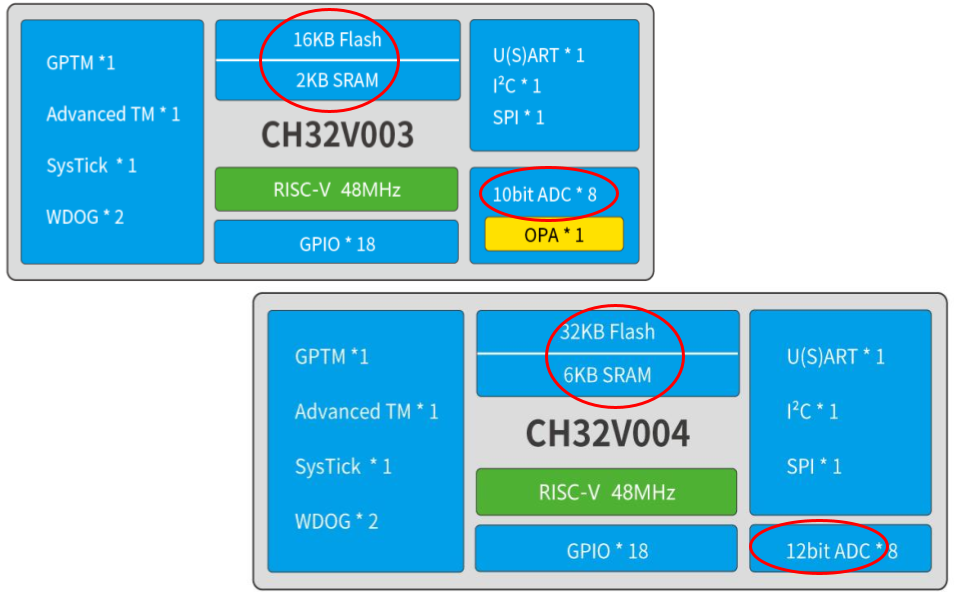 GPTM *1
Advanced TM * 1
SysTick * 1
WDOG * 2
16KB Flash
2KB SRAM
CH32V003
RISC-V 48MHz
GPIO * 18
U(S)ART * 1
I²C * 1
SPI * 1
10bit ADC * 8
OPA * 1
GPTM *1
Advanced TM * 1
SysTick * 1
WDOG * 2
32KB Flash
6KB SRAM
CH32V004
RISC-V 48MHz
GPIO * 18
U(S)ART * 1
I²C * 1
SPI * 1
12bit ADC * 8